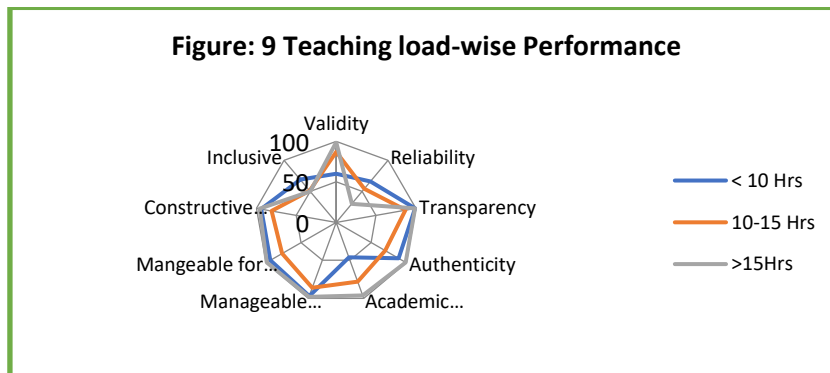 Figure: 9 Teaching load-wise Performance
Validity
100
Inclusive
Reliability
50
< 10 Hrs
Constructive...
0
Transparency
10-15 Hrs
Mangeable for...
Authenticity
>15Hrs
Manageable...
Academic...